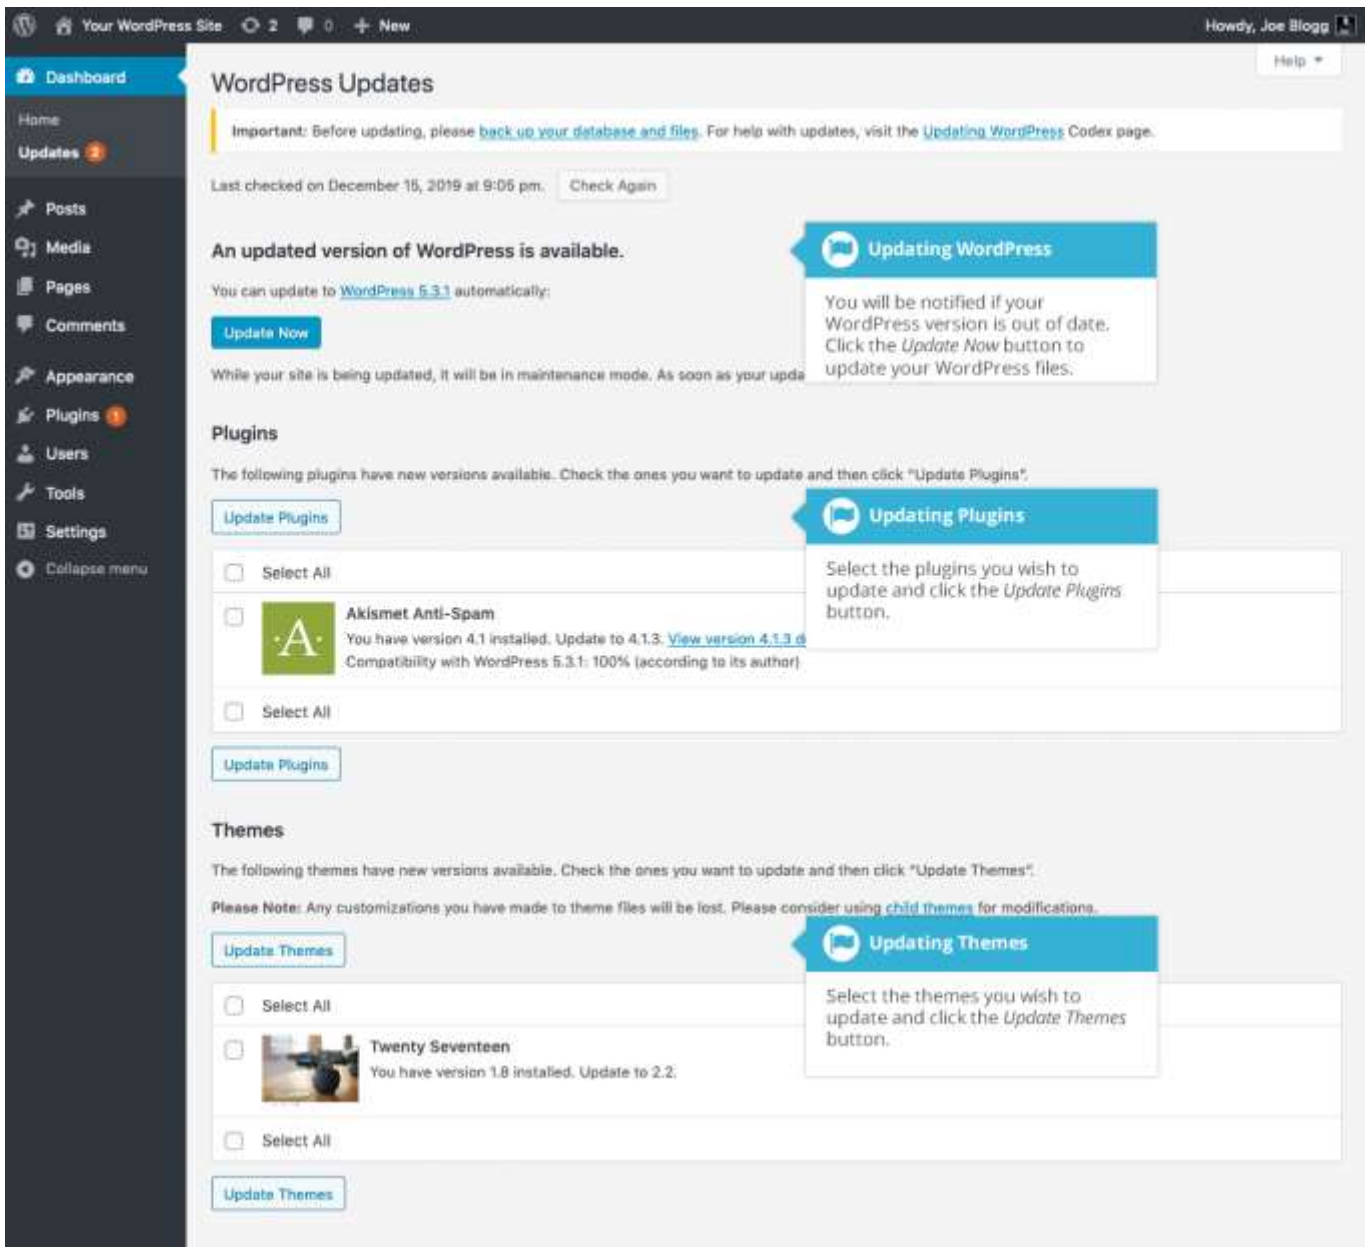 Your WordPress Site 2 0 + New Howdy, Joe Blogg
Dashboard
Home
Updates 2
Posts
Media
Pages
Comments
Appearance
Plugins 1
Users
Tools
Settings
Collapse menu
Help
WordPress Updates
Important: Before updating, please back up your database and files. For help with updates, visit the Updating WordPress Codex page.
Last checked on December 15, 2019 at 9:05 pm. Check Again
An updated version of WordPress is available.
You can update to WordPress 5.3.1 automatically:
Update Now
While your site is being updated, it will be in maintenance mode. As soon as your upda
Updating WordPress
You will be notified if your
WordPress version is out of date.
Click the Update Now button to
update your WordPress files.
Plugins
The following plugins have new versions available. Check the ones you want to update and then click "Update Plugins".
Update Plugins
Updating Plugins
Select the plugins you wish to
update and click the Update Plugins
button.
Select All
·A·
Akismet Anti-Spam
You have version 4.1 installed. Update to 4.1.3. View version 4.1.3 d
Compatibility with WordPress 5.3.1: 100% (according to its author)
Select All
Update Plugins
Themes
The following themes have new versions available. Check the ones you want to update and then click "Update Themes".
Please Note: Any customizations you have made to theme files will be lost. Please consider using child themes for modifications.
Update Themes
Updating Themes
Select the themes you wish to
update and click the Update Themes
button.
Select All
Twenty Seventeen
You have version 1.8 installed. Update to 2.2.
Select All
Update Themes